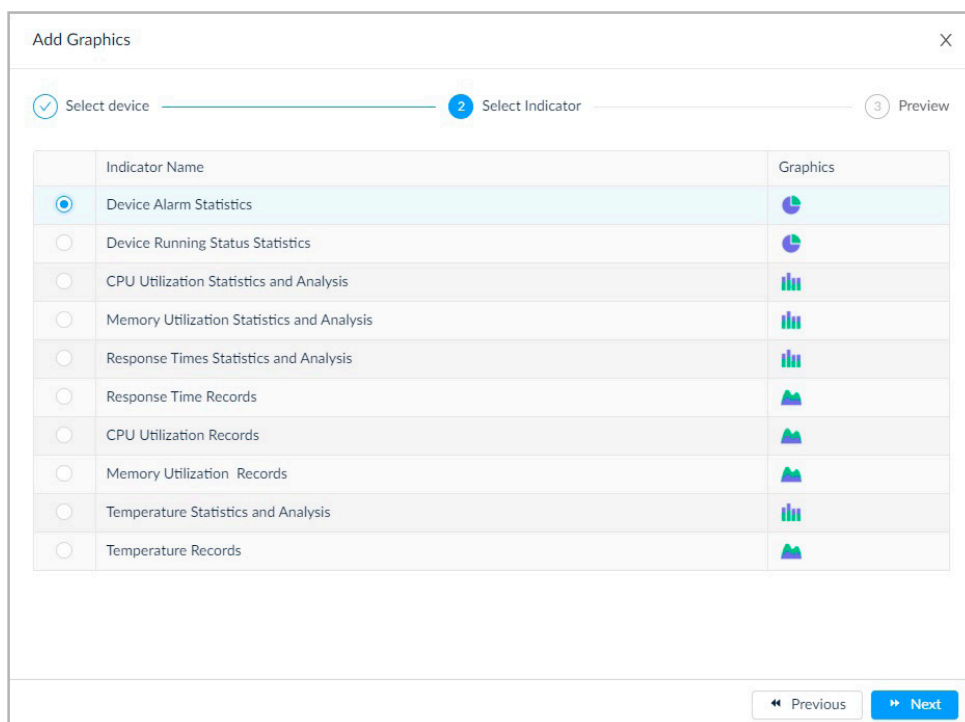 Add Graphics
Select device
2 Select Indicator
3 Preview
Indicator Name Graphics
Device Alarm Statistics
Device Running Status Statistics
CPU Utilization Statistics and Analysis
Memory Utilization Statistics and Analysis
Response Times Statistics and Analysis
Response Time Records
CPU Utilization Records
Memory Utilization  Records
Temperature Statistics and Analysis
Temperature Records
Previous
Next